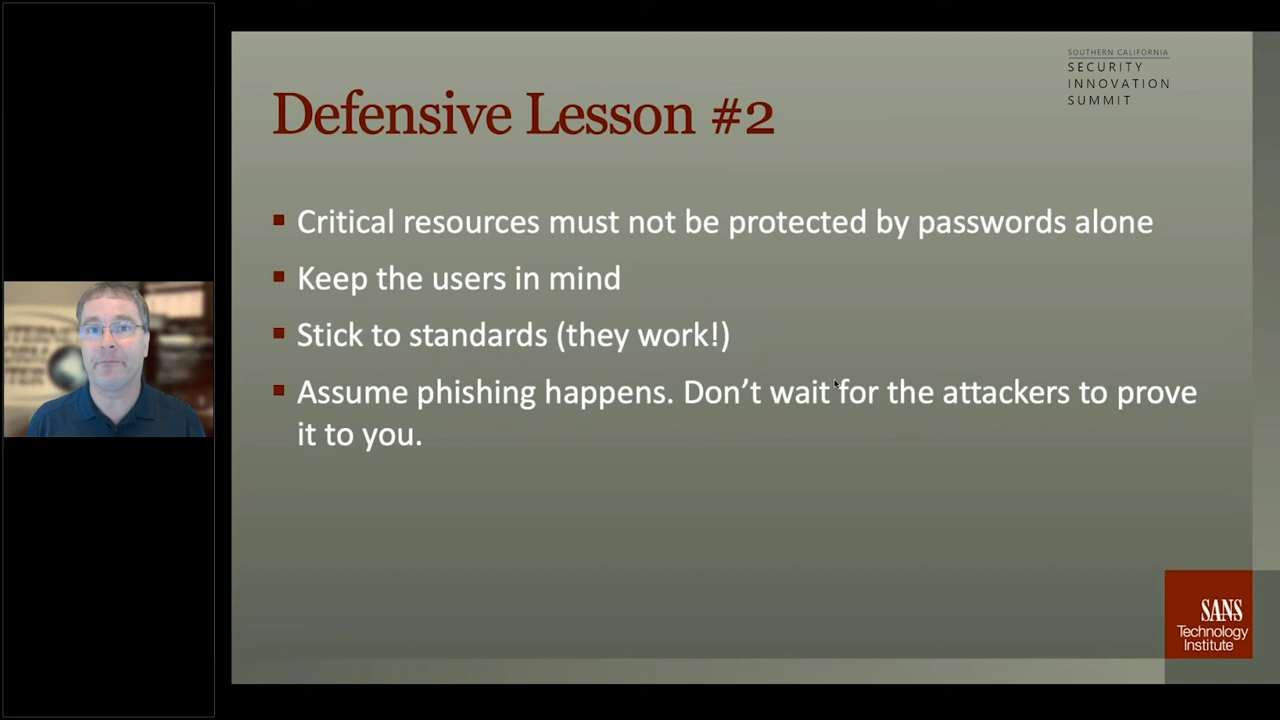 SOUTHERN CALIFORNIA
SECURITY
INNOVATION
SUMMIT
Defensive Lesson #2
Critical resources must not be protected by passwords alone
Keep the users in mind
Stick to standards (they work!)
Assume phishing happens. Don’t wait for the attackers to prove
it to you.
SANS
Technology
Institute